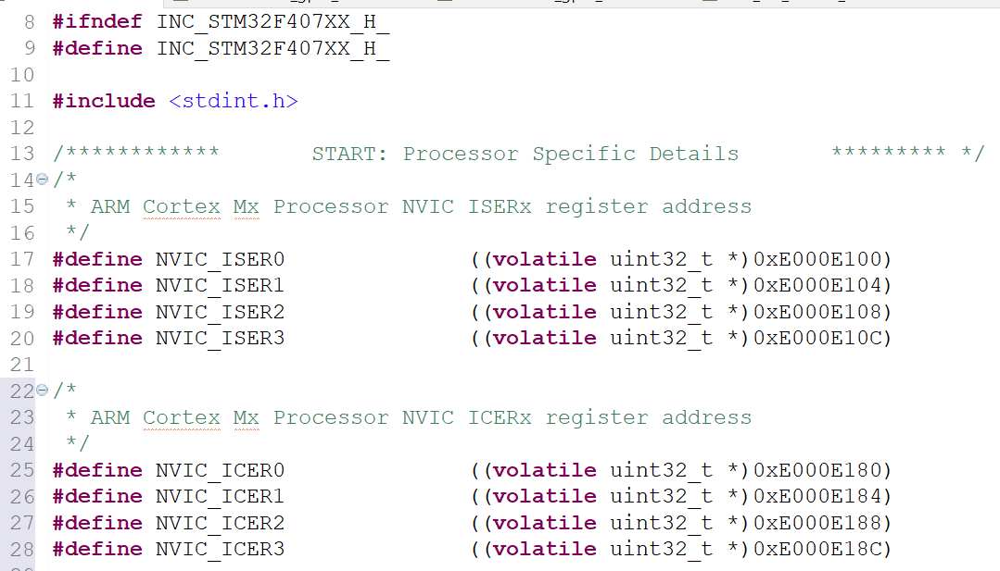 8 #ifndef INC_STM32F407XX_H_
9 #define INC_STM32F407XX_H_
10
11 #include <stdint.h>
12
13 /************ START: Processor Specific Details ********* */
14 /*
15 * ARM Cortex Mx Processor NVIC ISERx register address
16 */
17 #define NVIC_ISER0 ((volatile uint32_t *)0xE000E100)
18 #define NVIC_ISER1 ((volatile uint32_t *)0xE000E104)
19 #define NVIC_ISER2 ((volatile uint32_t *)0xE000E108)
20 #define NVIC_ISER3 ((volatile uint32_t *)0xE000E10C)
21
22 /*
23 * ARM Cortex Mx Processor NVIC ICERx register address
24 */
25 #define NVIC_ICER0 ((volatile uint32_t *)0xE000E180)
26 #define NVIC_ICER1 ((volatile uint32_t *)0xE000E184)
27 #define NVIC_ICER2 ((volatile uint32_t *)0xE000E188)
28 #define NVIC_ICER3 ((volatile uint32_t *)0xE000E18C)